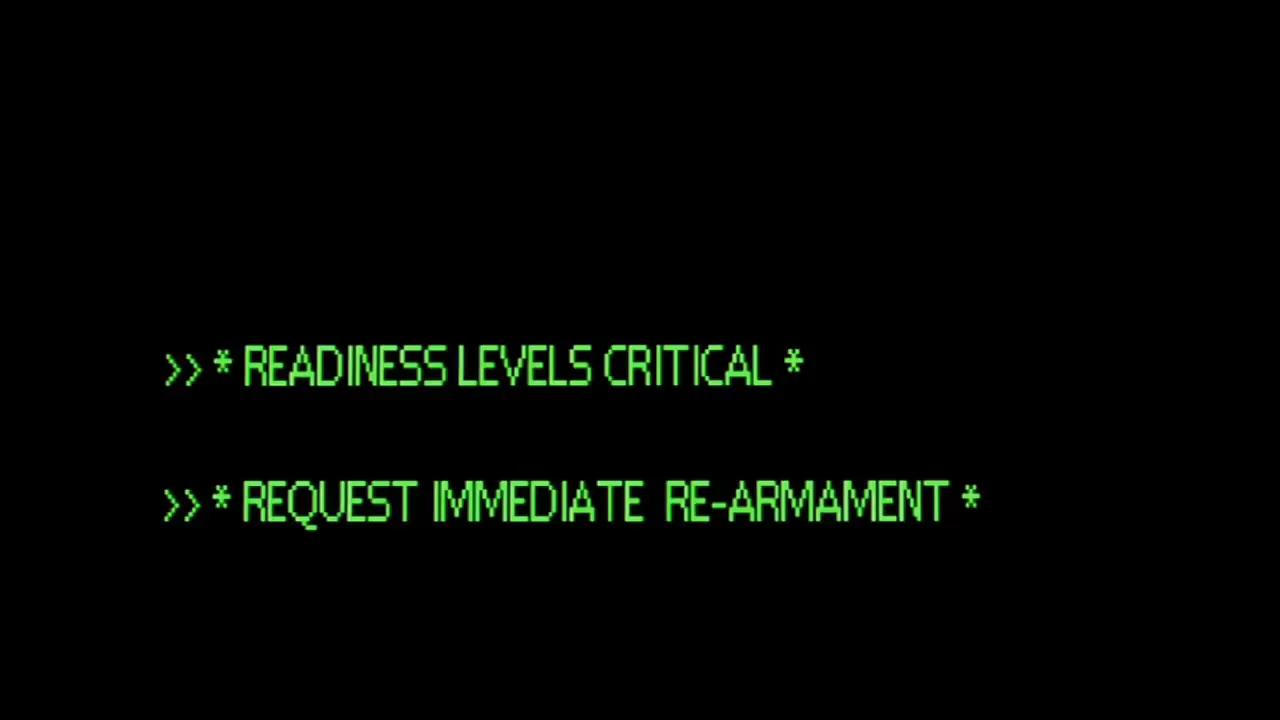 >> * READINESS LEVELS CRITICAL *
>> * REQUEST IMMEDIATE RE-ARMAMENT *